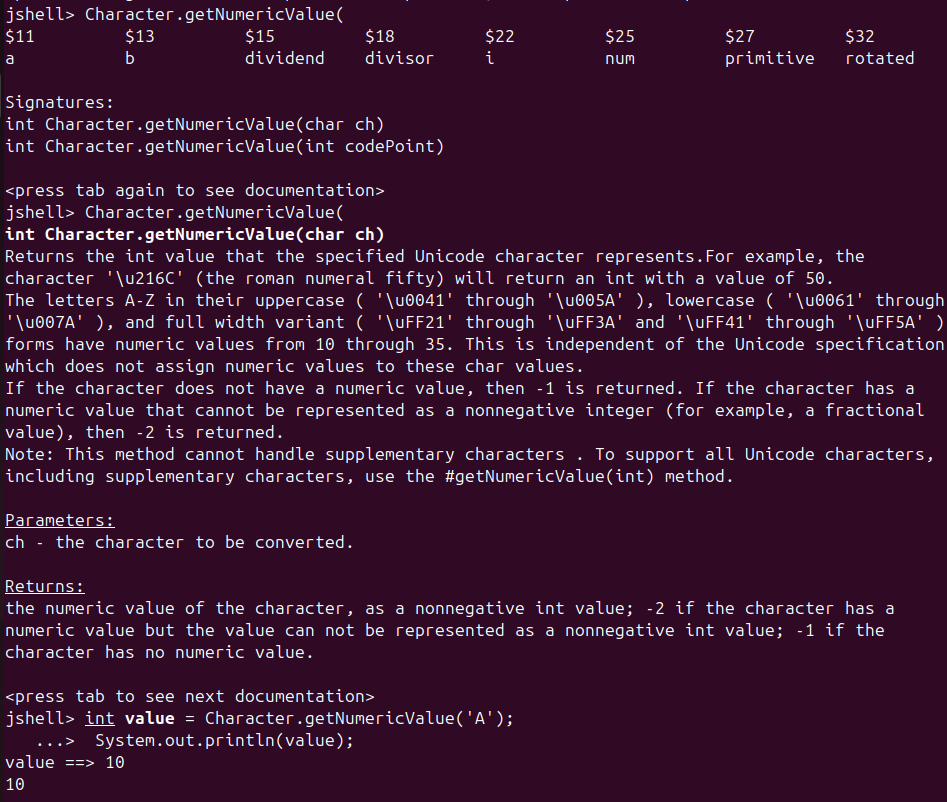 jshell> Character.getNumericValue(
$11 $13 $15 $18 $22 $25 $27 $32
a b dividend divisor i num primitive rotated
Signatures:
int Character.getNumericValue(char ch)
int Character.getNumericValue(int codePoint)
<press tab again to see documentation>
jshell> Character.getNumericValue(
int Character.getNumericValue(char ch)
Returns the int value that the specified Unicode character represents.For example, the
character '\u216C' (the roman numeral fifty) will return an int with a value of 50.
The letters A-Z in their uppercase ( '\u0041' through '\u005A' ), lowercase ( '\u0061' through
'\u007A' ), and full width variant ( '\uFF21' through '\uFF3A' and '\uFF41' through '\uFF5A' )
forms have numeric values from 10 through 35. This is independent of the Unicode specification
which does not assign numeric values to these char values.
If the character does not have a numeric value, then -1 is returned. If the character has a
numeric value that cannot be represented as a nonnegative integer (for example, a fractional
value), then -2 is returned.
Note: This method cannot handle supplementary characters . To support all Unicode characters,
including supplementary characters, use the #getNumericValue(int) method.
Parameters:
ch - the character to be converted.
Returns:
the numeric value of the character, as a nonnegative int value; -2 if the character has a
numeric value but the value can not be represented as a nonnegative int value; -1 if the
character has no numeric value.
<press tab to see next documentation>
jshell> int value = Character.getNumericValue('A');
...> System.out.println(value);
value ==> 10
10